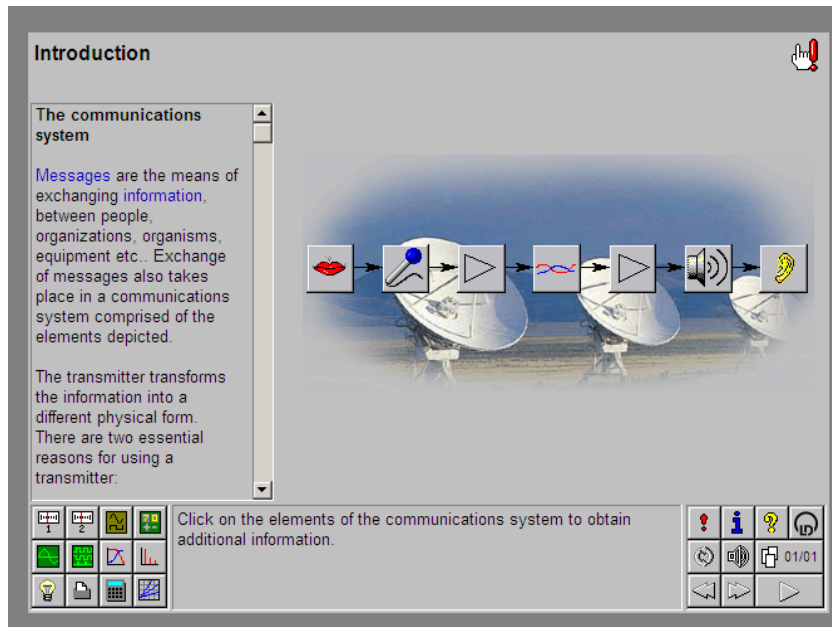 Introduction
The communications
system
Messages are the means of
exchanging information,
between people,
organizations, organisms,
equipment etc.. Exchange
of messages also takes
place in a communications
system comprised of the
elements depicted.
The transmitter transforms
the information into a
different physical form.
There are two essential
reasons for using a
transmitter:
1
2
Click on the elements of the communications system to obtain
additional information.
01/01